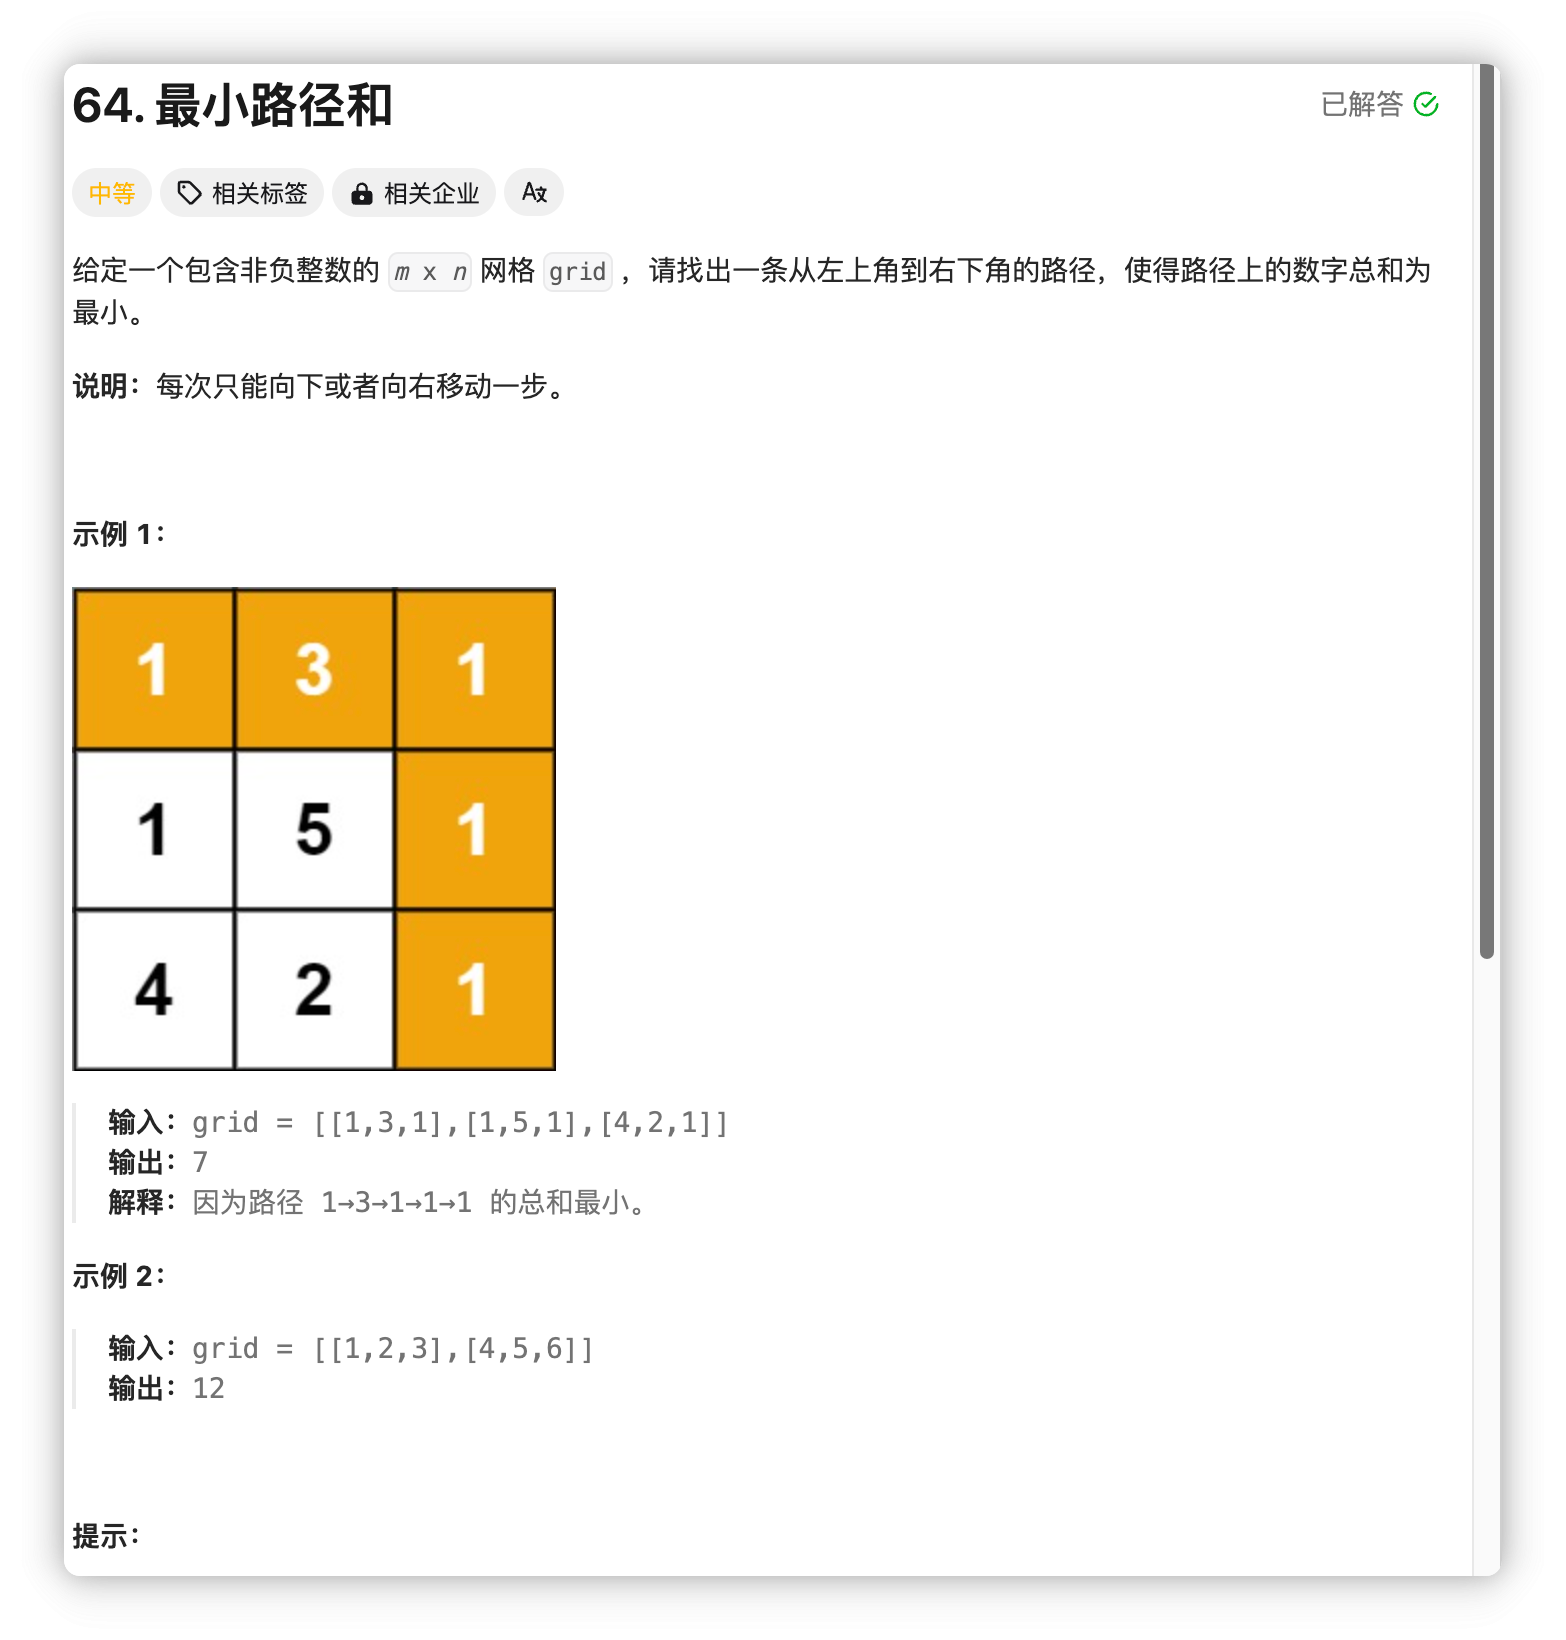 64. 最小路径和
已解答
中等 相关标签 相关企业 A文
给定一个包含非负整数的 m x n 网格 grid ，请找出一条从左上角到右下角的路径，使得路径上的数字总和为
最小。
说明：每次只能向下或者向右移动一步。
示例 1：
1 3 1
1 5 1
4 2 1
输入：grid = [[1,3,1],[1,5,1],[4,2,1]]
输出：7
解释：因为路径 1→3→1→1→1 的总和最小。
示例 2：
输入：grid = [[1,2,3],[4,5,6]]
输出：12
提示：